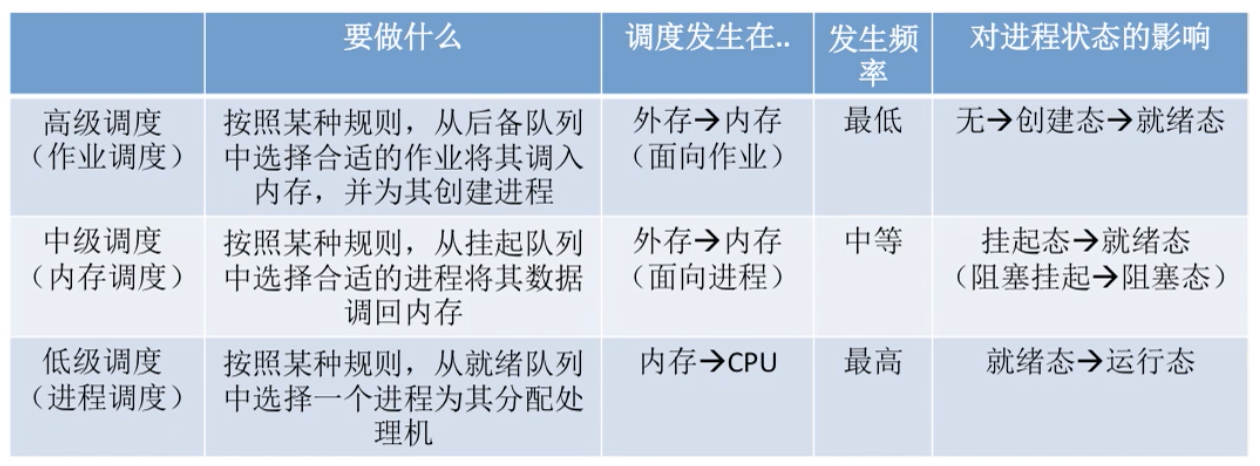 要做什么
调度发生在..
发生频
率
对进程状态的影响
高级调度
（作业调度）
按照某种规则，从后备队列
中选择合适的作业将其调入
内存，并为其创建进程
外存→内存
（面向作业）
最低
无→创建态→就绪态
中级调度
（内存调度）
按照某种规则，从挂起队列
中选择合适的进程将其数据
调回内存
外存→内存
（面向进程）
中等
挂起态→就绪态
（阻塞挂起→阻塞态）
低级调度
（进程调度）
按照某种规则，从就绪队列
中选择一个进程为其分配处
理机
内存→CPU
最高
就绪态→运行态